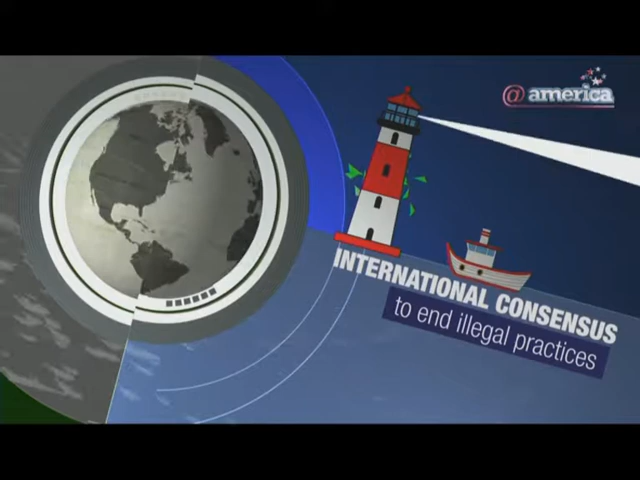 @america
INTERNATIONAL CONSENSUS
to end illegal practices